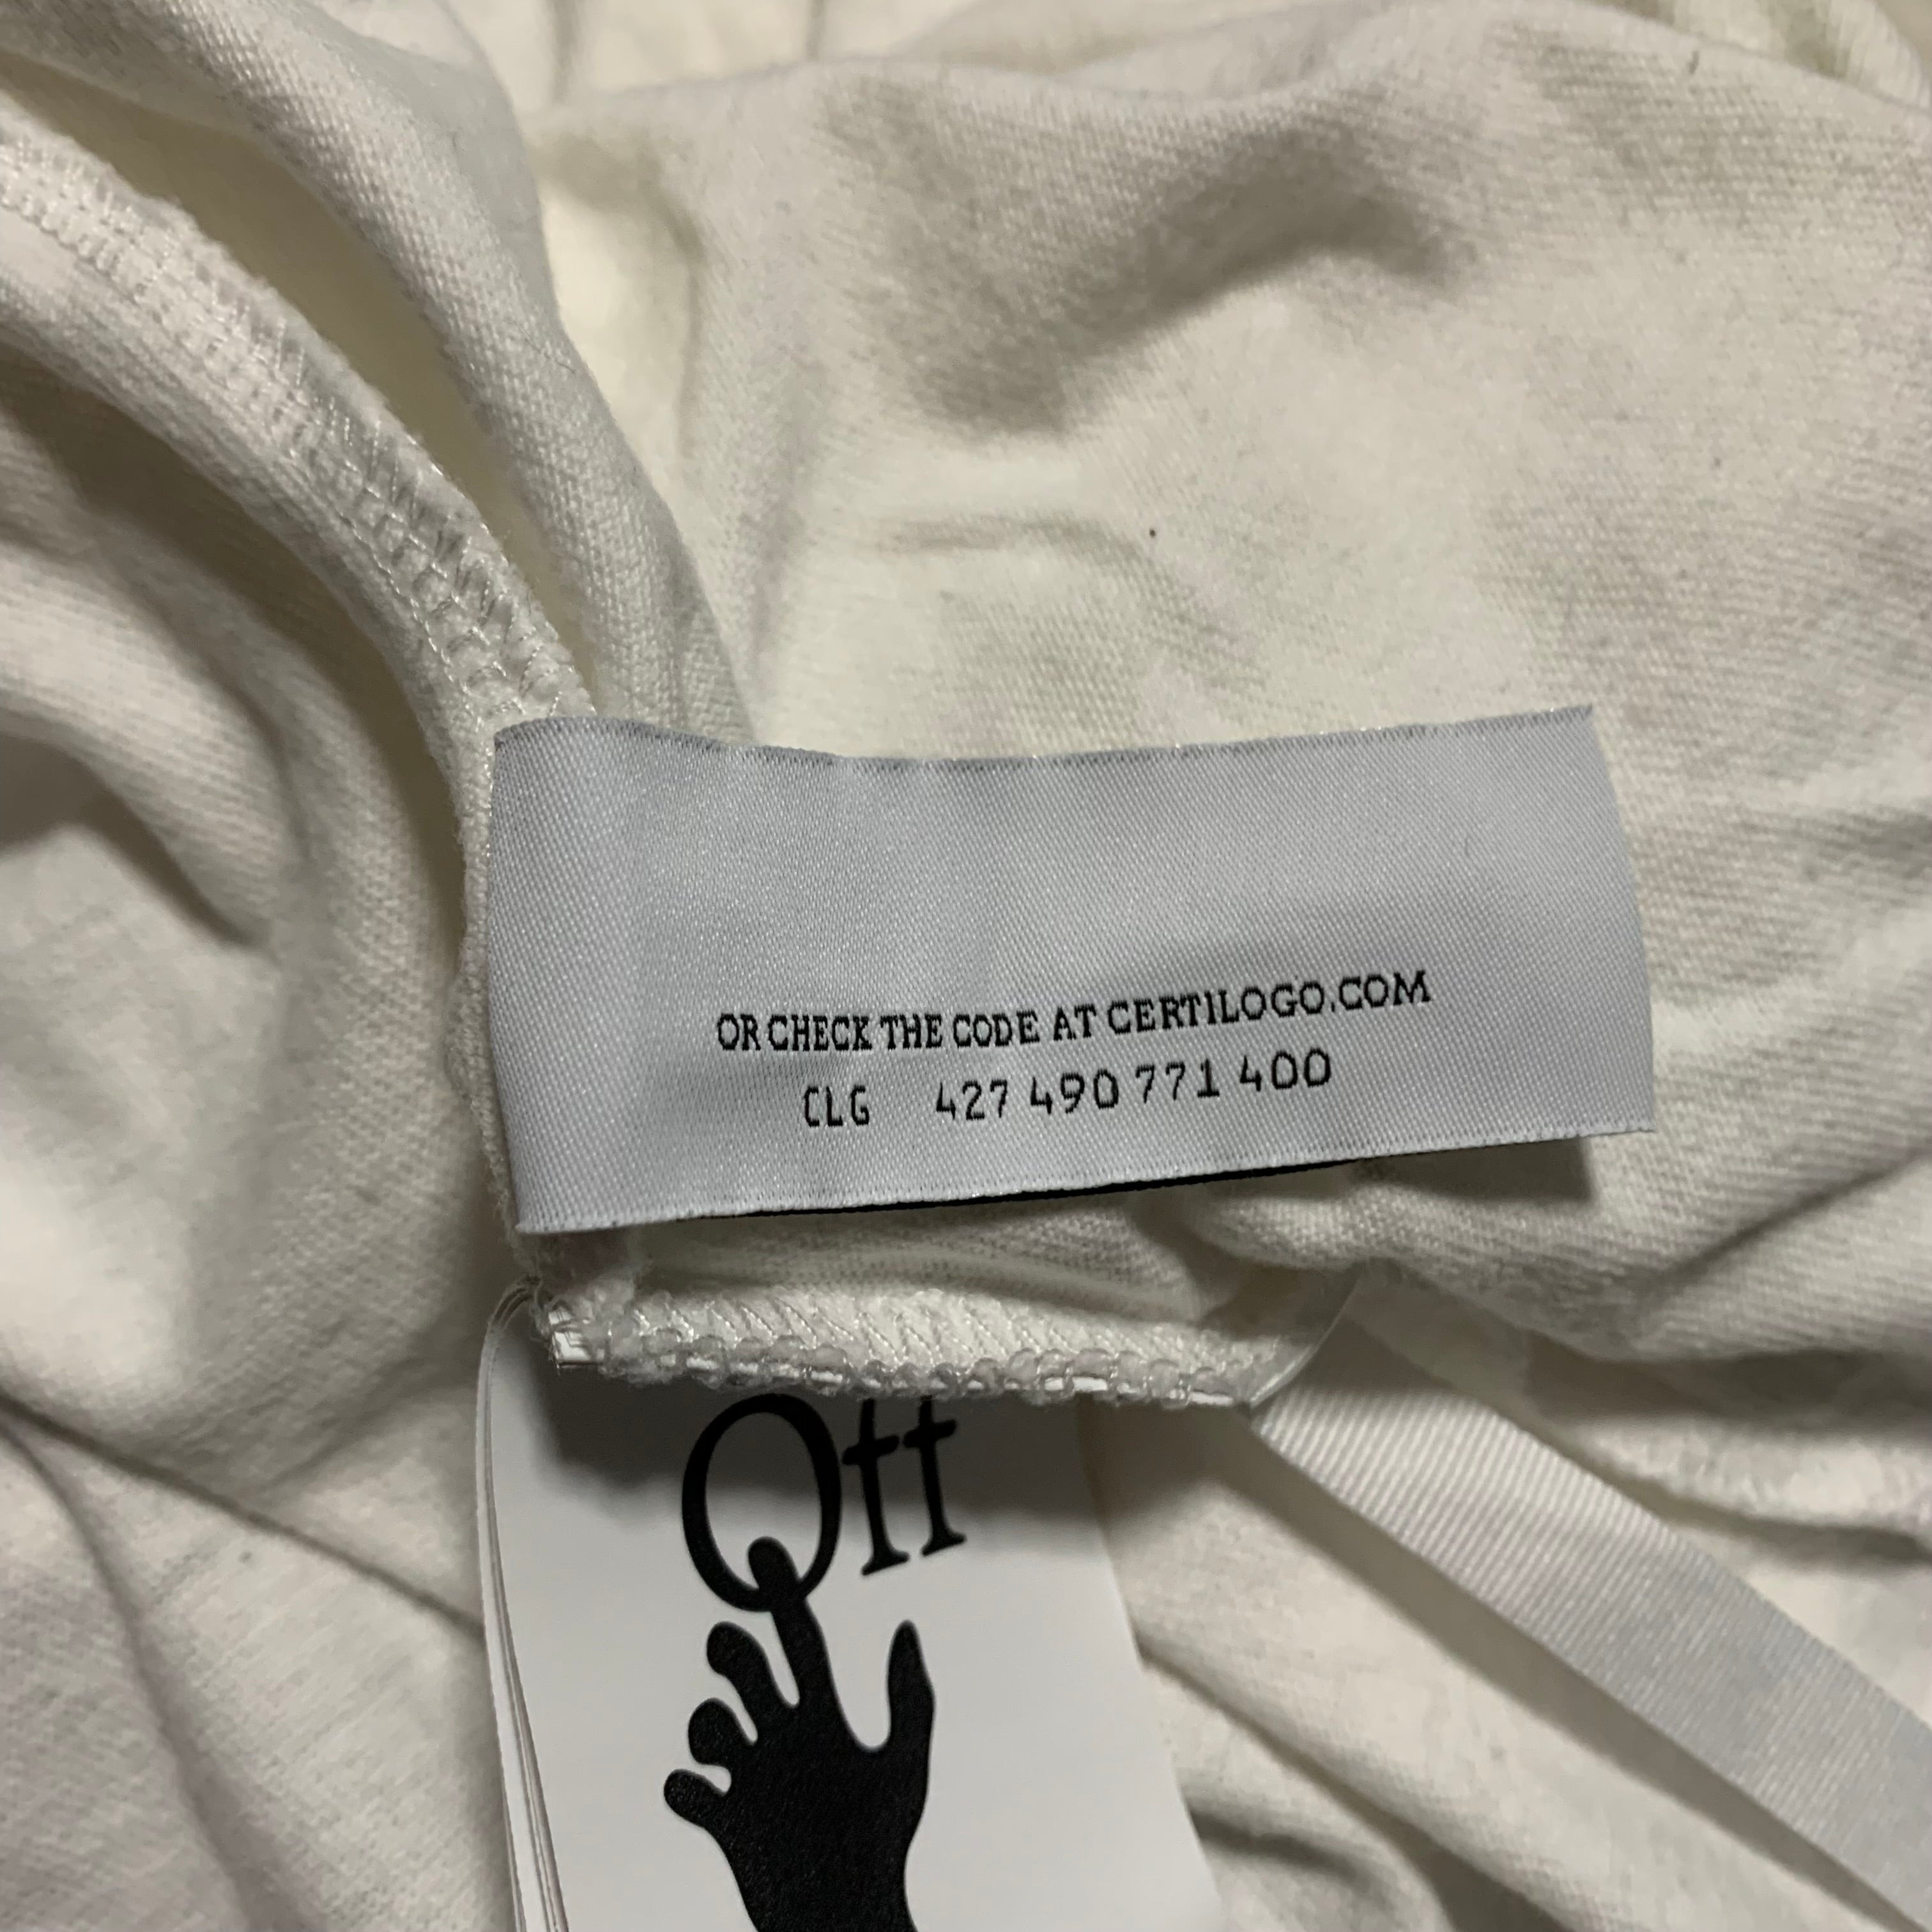 OR CHECK THE CODE AT CERTILOGO.COM
CLG 427 490 771 400
Off